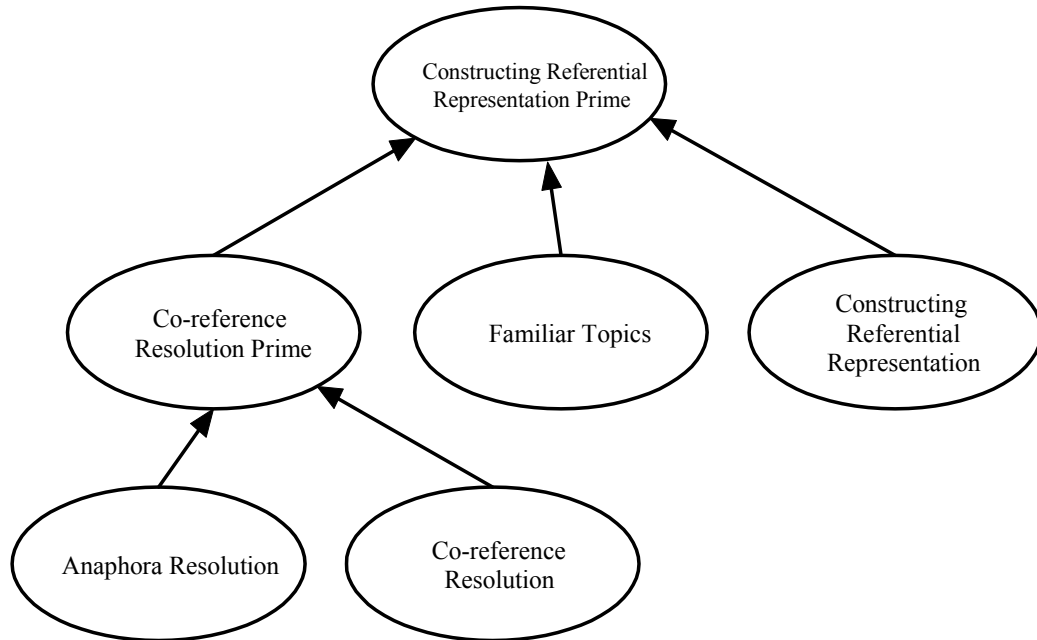 Constructing Referential
Representation Prime
Co-reference
Resolution Prime
Familiar Topics
Constructing
Referential
Representation
Anaphora Resolution
Co-reference
Resolution